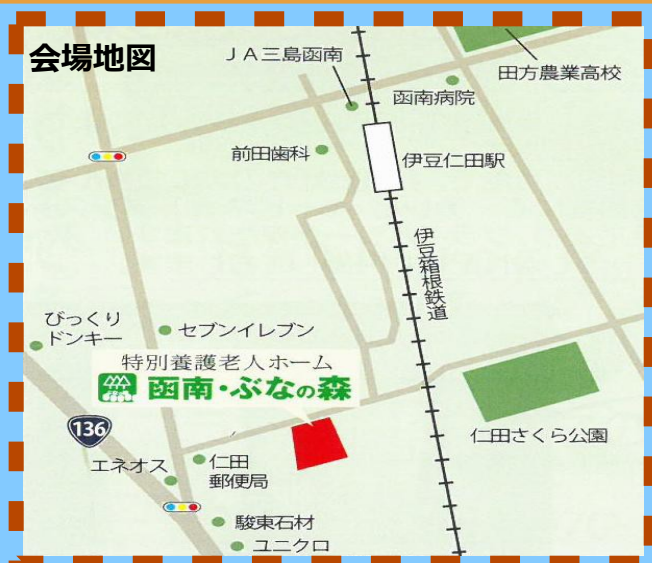 会場地図
ＪＡ三島函南
田方農業高校
函南病院
前田歯科
伊豆仁田駅
伊豆箱根鉄道
びっくり
ドンキー
セブンイレブン
特別養護老人ホーム
函南・ぶなの森
136
仁田さくら公園
エネオス
仁田
郵便局
駿東石材
ユニクロ